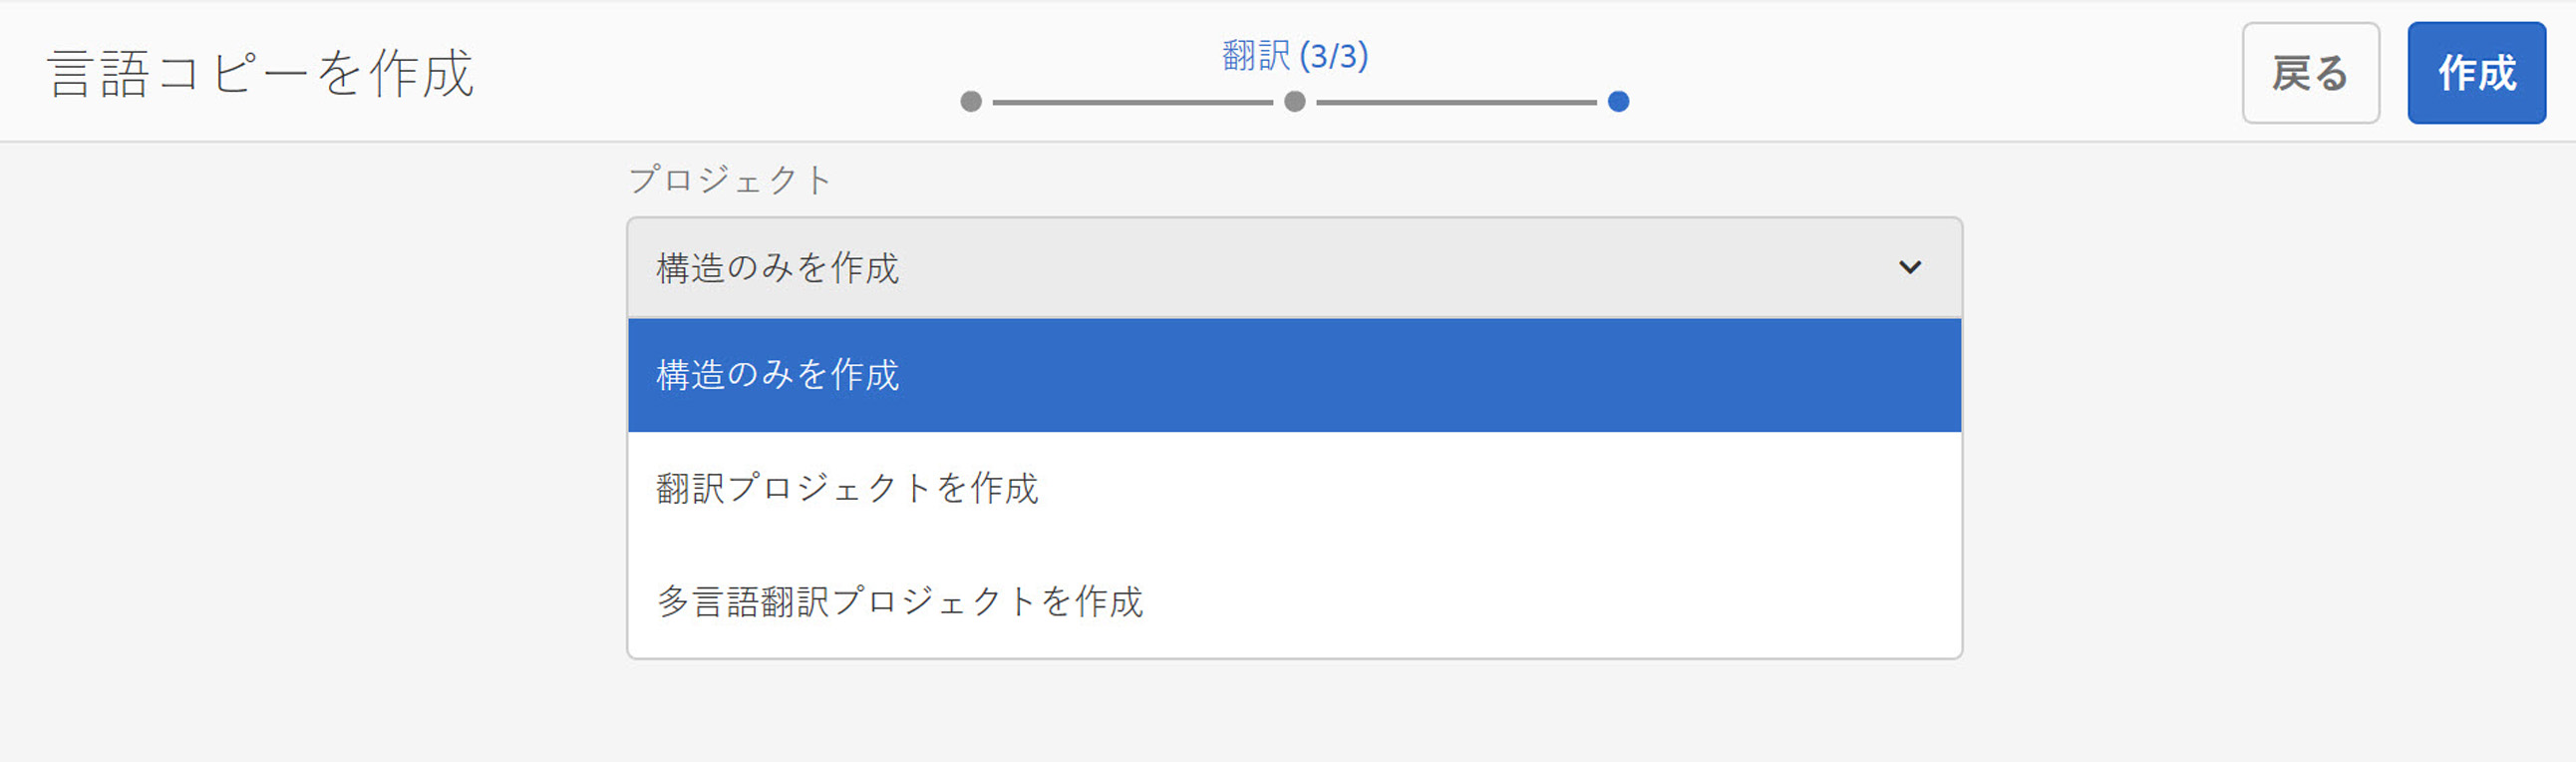 言語コピーを作成
翻訳 (3/3)
戻る
作成
プロジェクト
構造のみを作成
構造のみを作成
翻訳プロジェクトを作成
多言語翻訳プロジェクトを作成